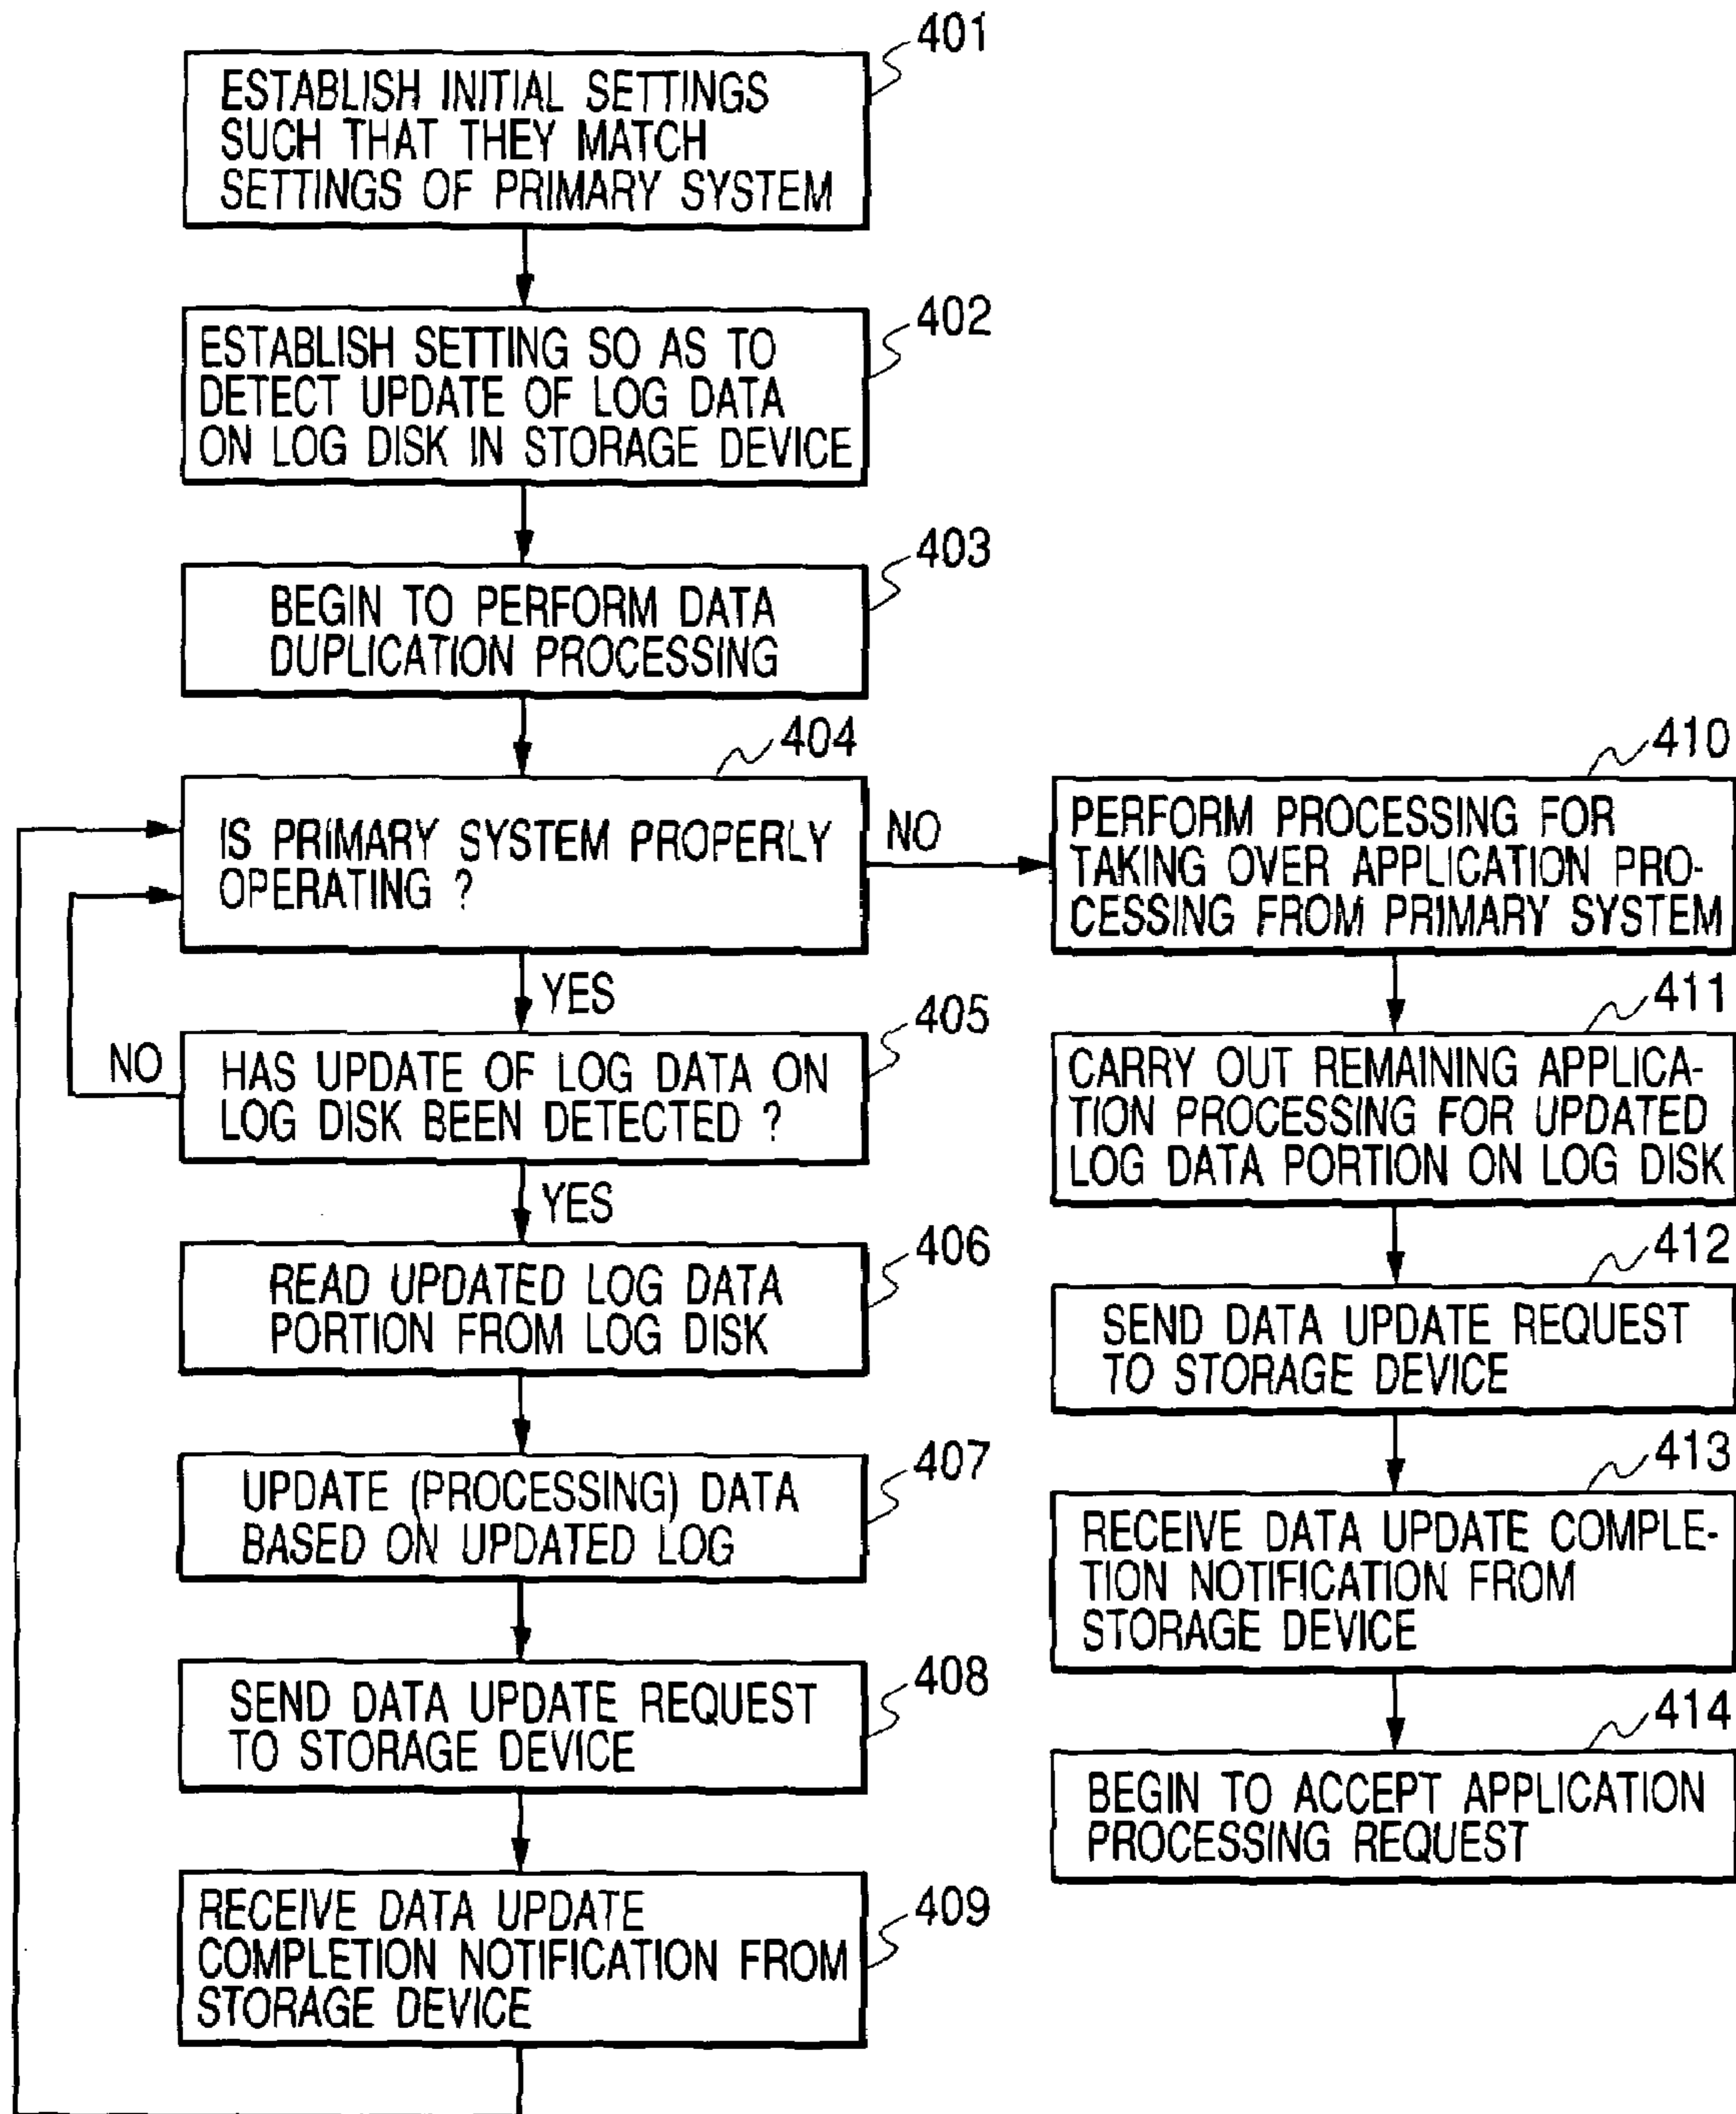 401
ESTABLISH INITIAL SETTINGS
SUCH THAT THEY MATCH
SETTINGS OF PRIMARY SYSTEM
402
ESTABLISH SETTING SO AS TO
DETECT UPDATE OF LOG DATA
ON LOG DISK IN STORAGE DEVICE
403
BEGIN TO PERFORM DATA
DUPLICATION PROCESSING
404
IS PRIMARY SYSTEM PROPERLY
OPERATING ?
NO
YES
405
HAS UPDATE OF LOG DATA ON
LOG DISK BEEN DETECTED ?
NO
YES
406
READ UPDATED LOG DATA
PORTION FROM LOG DISK
407
UPDATE (PROCESSING) DATA
BASED ON UPDATED LOG
408
SEND DATA UPDATE REQUEST
TO STORAGE DEVICE
409
RECEIVE DATA UPDATE
COMPLETION NOTIFICATION FROM
STORAGE DEVICE
410
PERFORM PROCESSING FOR
TAKING OVER APPLICATION PRO-
CESSING FROM PRIMARY SYSTEM
411
CARRY OUT REMAINING APPLICA-
TION PROCESSING FOR UPDATED
LOG DATA PORTION ON LOG DISK
412
SEND DATA UPDATE REQUEST
TO STORAGE DEVICE
413
RECEIVE DATA UPDATE COMPLE-
TION NOTIFICATION FROM
STORAGE DEVICE
414
BEGIN TO ACCEPT APPLICATION
PROCESSING REQUEST